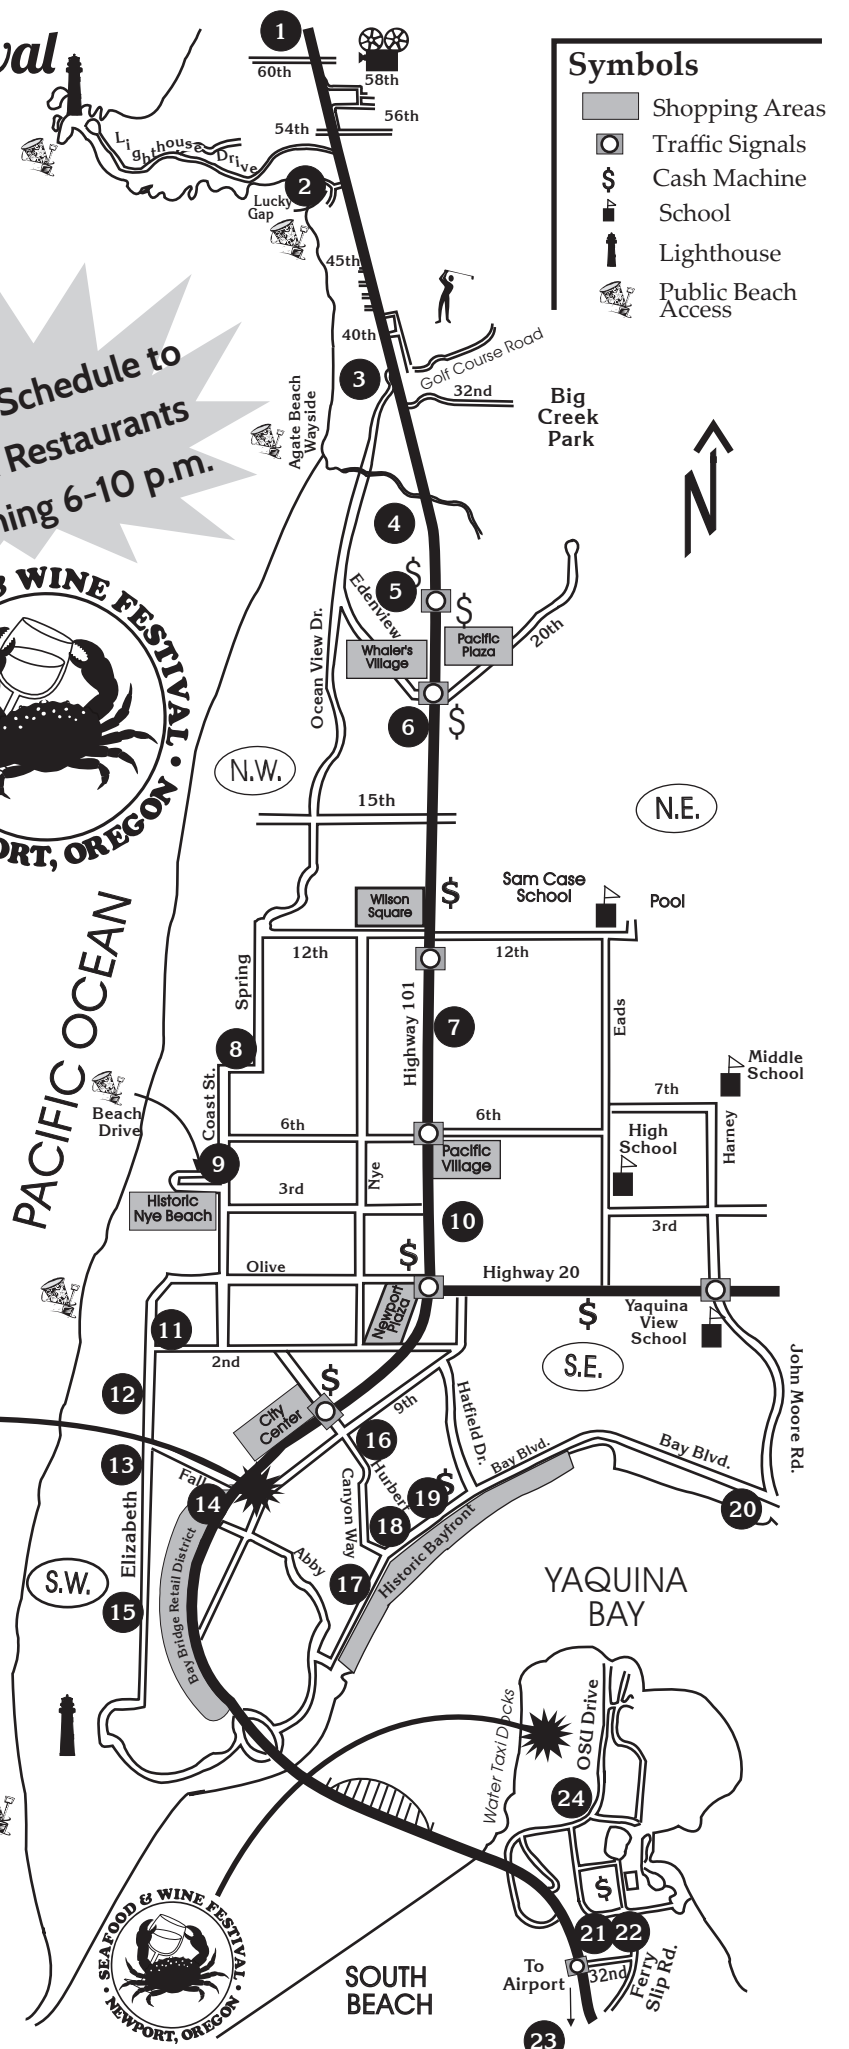 1
60th
58th
56th
54th
Lighthouse Drive
2
Lucky
Gap
45th
40th
3
Golf Course Road
32nd
Big
Creek
Park
Agate Beach
Wayside
Symbols
Shopping Areas
Traffic Signals
$ Cash Machine
School
Lighthouse
Public Beach
Access
Schedule to
Restaurants
6-10 p.m.
N
WINE FESTIVAL •
OREGON •
4
$
5
$
Edenview
Whaler's
Village
Pacific
Plaza
20th
Ocean View Dr.
6
$
N.W.
N.E.
15th
Wilson
Square
$
Sam Case
School
Pool
12th
12th
PACIFIC OCEAN
Spring
Highway 101
7
Eads
8
Middle
School
Beach
Drive
Coast St.
7th
6th
6th
High
School
Harney
9
Nye
Pacific
Village
Historic
Nye Beach
3rd
10
3rd
$
Olive
Highway 20
Newport
Plaza
$
Yaquina
View
School
11
2nd
S.E.
John Moore Rd.
12
$
City
Center
9th
Hatfield Dr.
16
Bay Blvd.
Bay Blvd.
13
Fall
Canyon Way
Hurbert
19
$
14
20
18
Historic Bayfront
Elizabeth
Bay Bridge Retail District
Abby
17
S.W.
15
YAQUINA
BAY
Water Taxi Docks
OSU Drive
24
$
21
22
SEAFOOD & WINE FESTIVAL
• NEWPORT, OREGON •
SOUTH
BEACH
To
Airport
32nd
Ferry
Slip Rd.
23